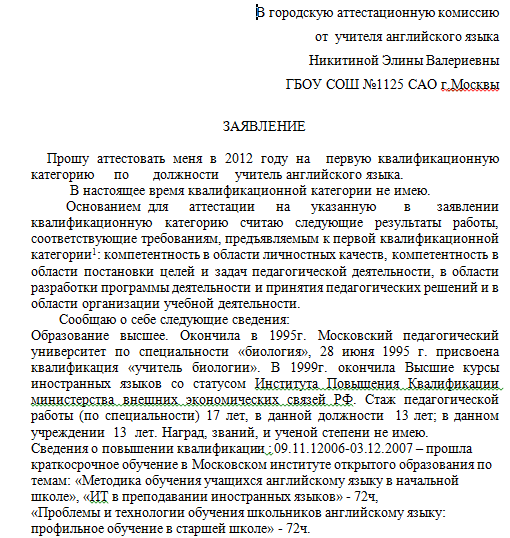 В городскую аттестационную комиссию
от учителя английского языка
Никитиной Элины Валериевны
ГБОУ СОШ №1125 САО г.Москвы
ЗАЯВЛЕНИЕ
Прошу аттестовать меня в 2012 году на первую квалификационную
категорию по должности учитель английского языка.
В настоящее время квалификационной категории не имею.
Основанием для аттестации на указанную в заявлении
квалификационную категорию считаю следующие результаты работы,
соответствующие требованиям, предъявляемым к первой квалификационной
категории¹: компетентность в области личностных качеств, компетентность в
области постановки целей и задач педагогической деятельности, в области
разработки программы деятельности и принятия педагогических решений и в
области организации учебной деятельности.
Сообщаю о себе следующие сведения:
Образование высшее. Окончила в 1995г. Московский педагогический
университет по специальности «биология», 28 июня 1995 г. присвоена
квалификация «учитель биологии». В 1999г. окончила Высшие курсы
иностранных языков со статусом Института Повышения Квалификации
министерства внешних экономических связей РФ. Стаж педагогической
работы (по специальности) 17 лет, в данной должности 13 лет; в данном
учреждении 13 лет. Наград, званий, и ученой степени не имею.
Сведения о повышении квалификации : 09.11.12006-03.12.2007 – прошла
краткосрочное обучение в Московском институте открытого образования по
темам: «Методика обучения учащихся английскому языку в начальной
школе», «ИТ в преподавании иностранных языков» - 72ч,
«Проблемы и технологии обучения школьников английскому языку:
профильное обучение в старшей школе» - 72ч.